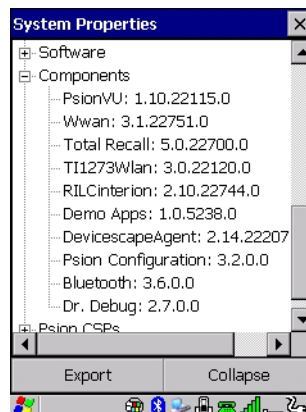 System Properties
Software
Components
PsionVU: 1.10.22115.0
Wwan: 3.1.22751.0
Total Recall: 5.0.22700.0
TI1273Wlan: 3.0.22120.0
RILCinterion: 2.10.22744.0
Demo Apps: 1.0.5238.0
DevicescapeAgent: 2.14.22207
Psion Configuration: 3.2.0.0
Bluetooth: 3.6.0.0
Dr. Debug: 2.7.0.0
Psion CSPs
Export Collapse